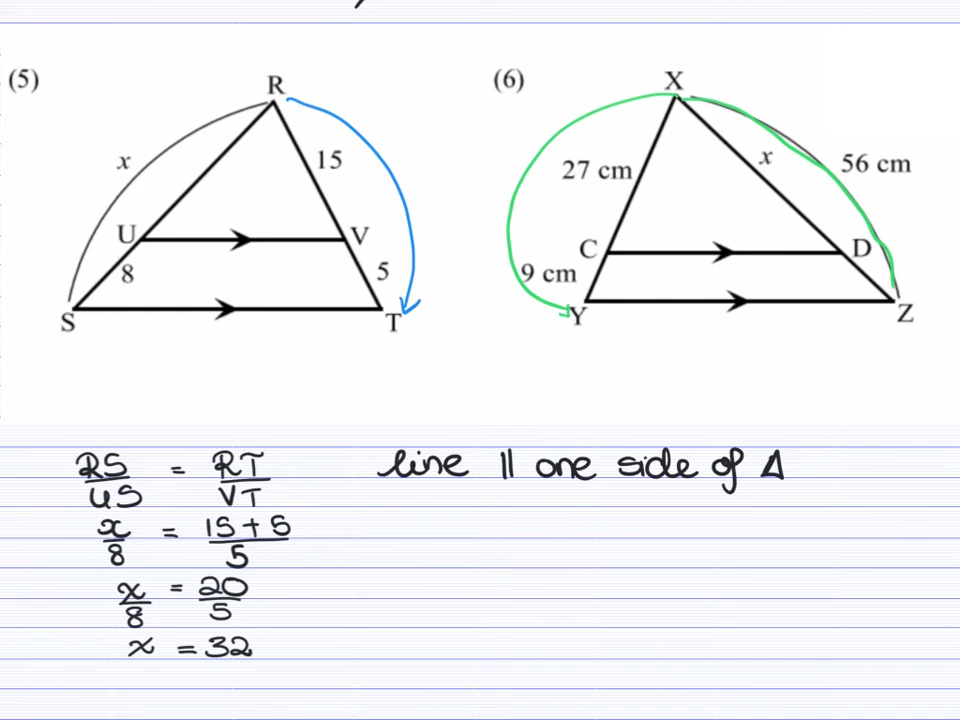 (5)
R
x
15
U
V
8
5
S
T
(6)
X
27 cm
x
56 cm
C
D
9 cm
Y
Z
RS/US = RT/VT line || one side of Δ
x/8 = 15+5/5
x/8 = 20/5
x = 32